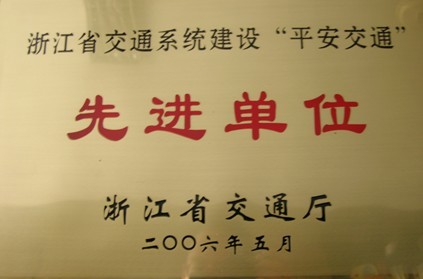 浙江省交通系统建设“平安交通”
先进单位
浙江省交通厅
二〇〇六年五月